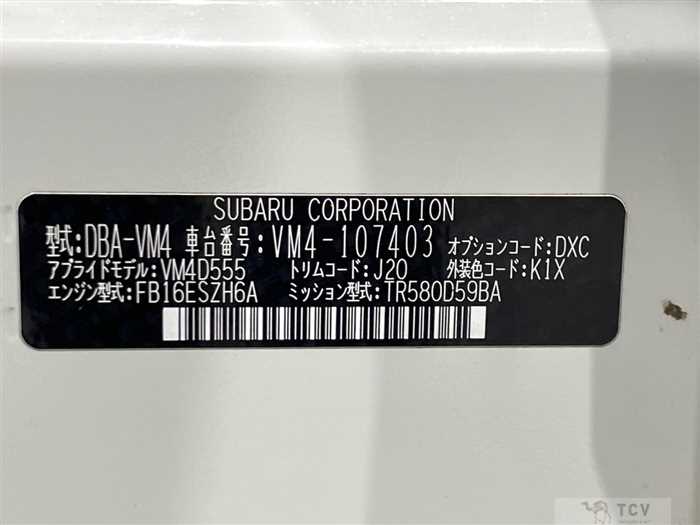 SUBARU CORPORATION
型式:DBA-VM4 車台番号:VM4-107403 オプションコード:DXC
アプライドモデル:VM4D555 トリムコード:J20 外装色コード:K1X
エンジン型式:FB16ESZH6A ミッション型式:TR580D59BA
TCV